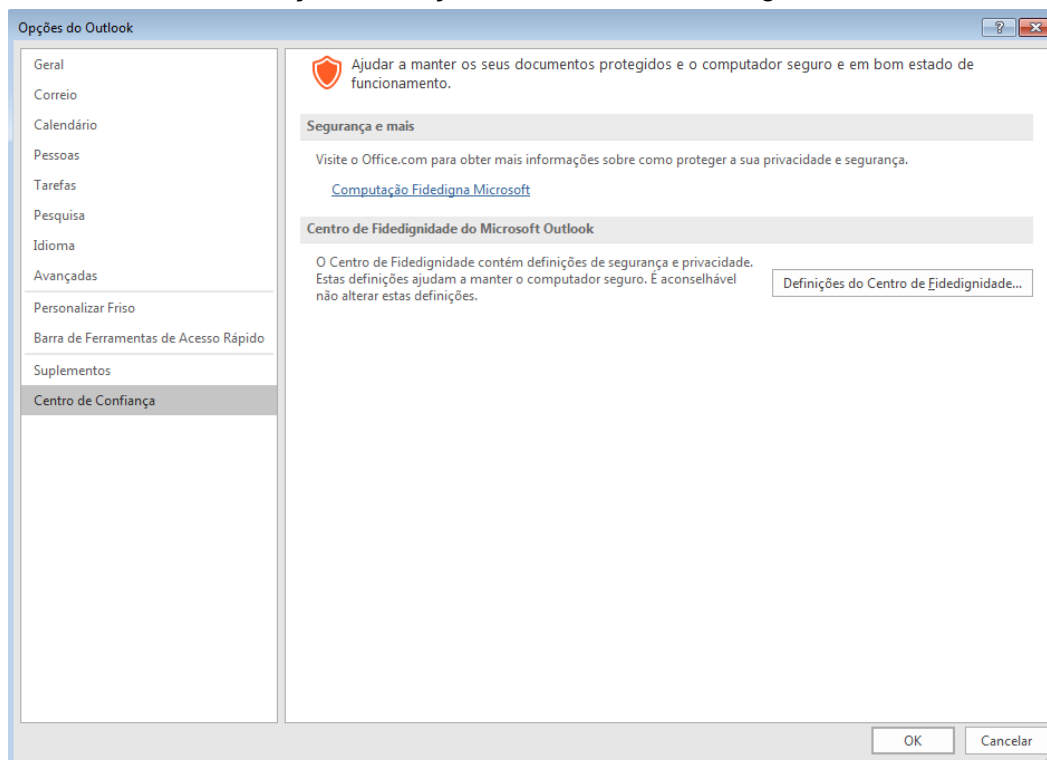 Opções do Outlook
Geral
Correio
Calendário
Pessoas
Tarefas
Pesquisa
Idioma
Avançadas
Personalizar Friso
Barra de Ferramentas de Acesso Rápido
Suplementos
Centro de Confiança
Ajudar a manter os seus documentos protegidos e o computador seguro e em bom estado de
funcionamento.
Segurança e mais
Visite o Office.com para obter mais informações sobre como proteger a sua privacidade e segurança.
Computação Fidedigna Microsoft
Centro de Fidedignidade do Microsoft Outlook
O Centro de Fidedignidade contém definições de segurança e privacidade.
Estas definições ajudam a manter o computador seguro. É aconselhável
não alterar estas definições.
Definições do Centro de Fidedignidade...
OK
Cancelar